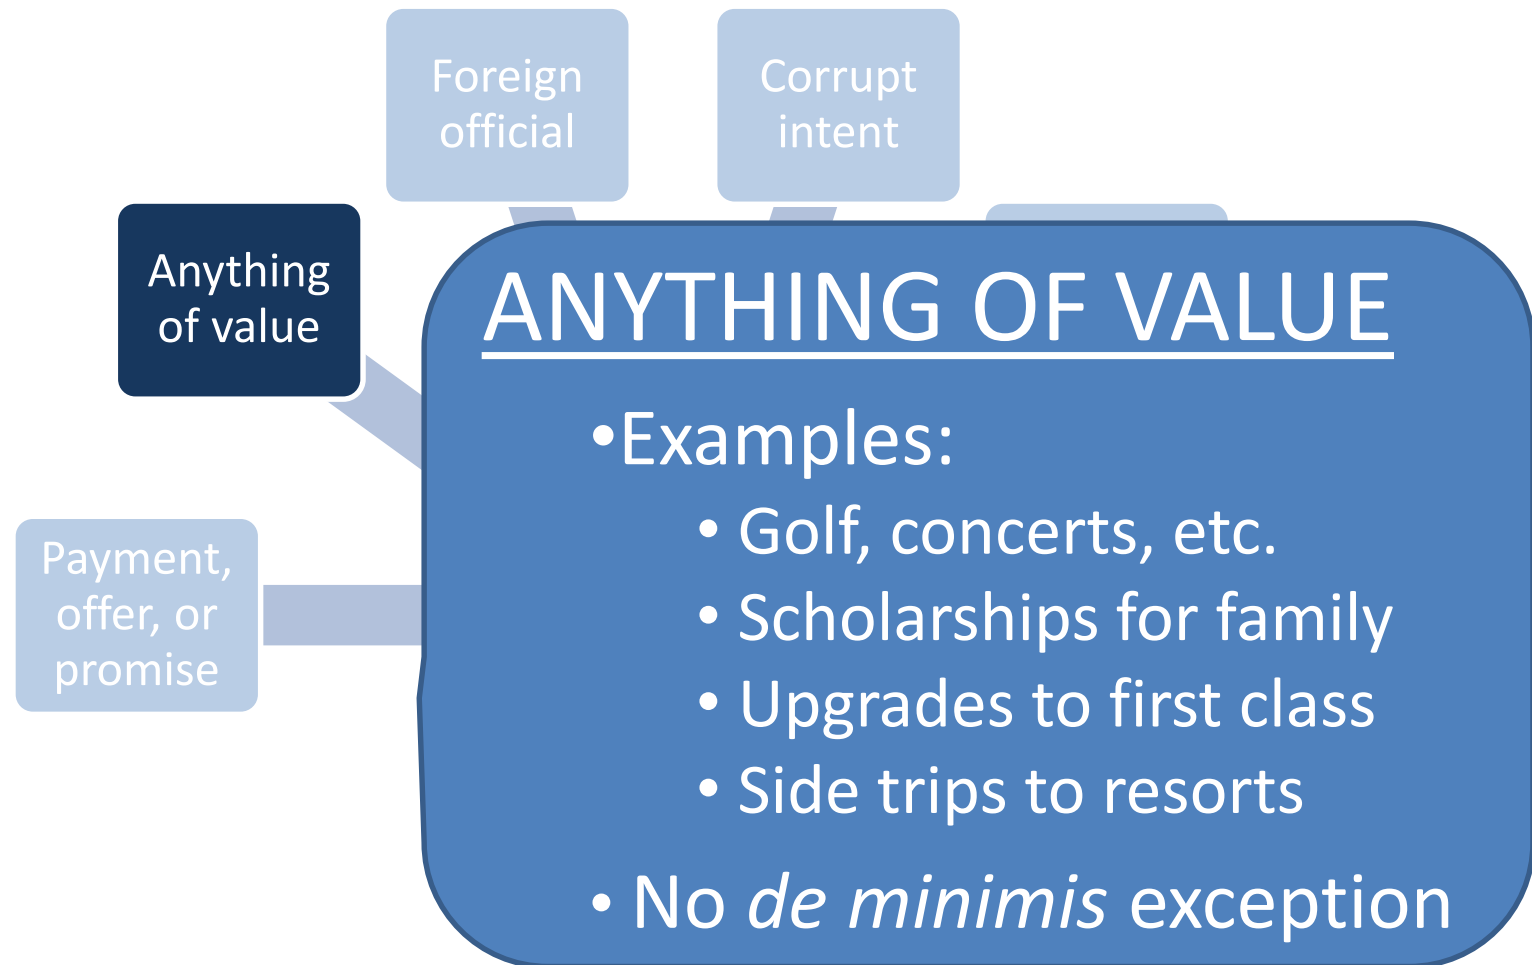 Foreign
official
Corrupt
intent
Anything
of value
Payment,
offer, or
promise
ANYTHING OF VALUE
•Examples:
• Golf, concerts, etc.
• Scholarships for family
• Upgrades to first class
• Side trips to resorts
• No de minimis exception